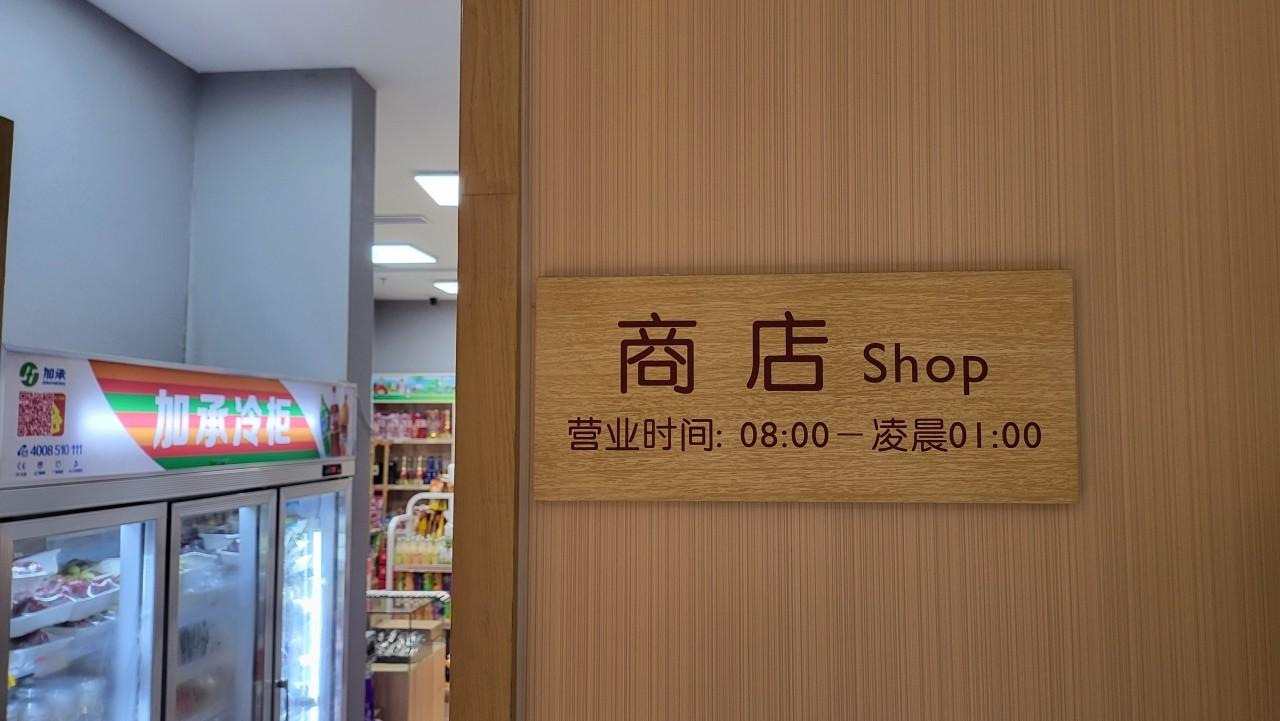 加承
4008 510 111
加承冷柜
商店 Shop
营业时间: 08:00－凌晨01:00